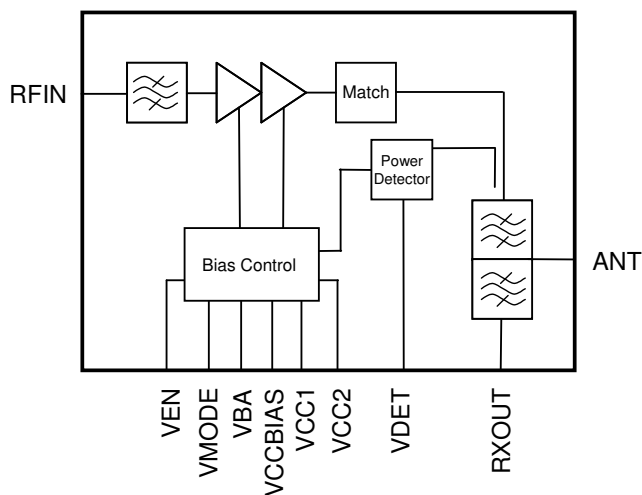 RFIN
Match
Power
Detector
Bias Control
ANT
VEN
VMODE
VBA
VCCBIAS
VCC1
VCC2
VDET
RXOUT